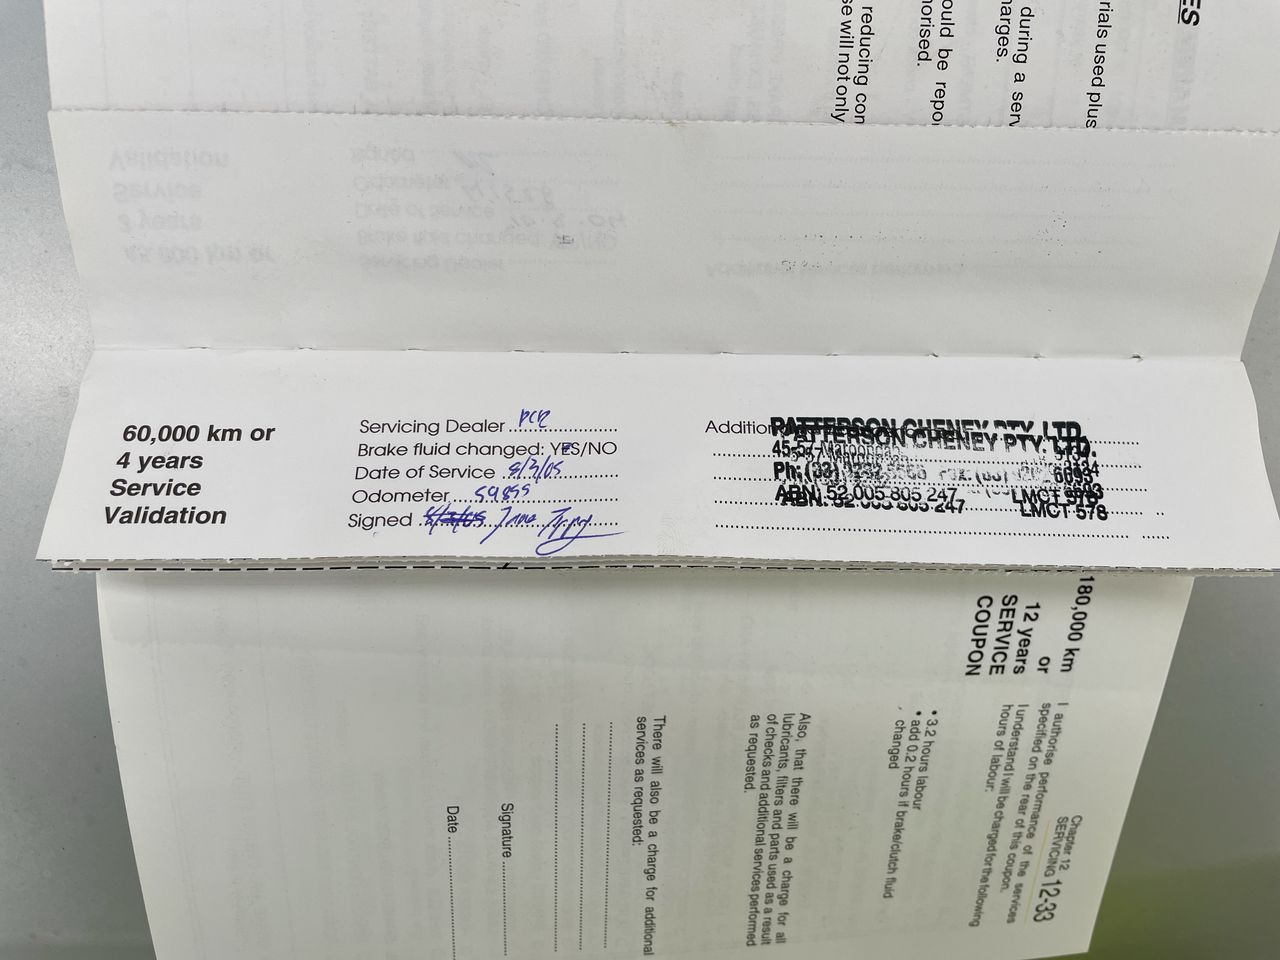 ES
rials used plus
during a serv
harges.
ould be repor
horised.
reducing con
se will not only
60,000 km or
4 years
Service
Validation
Servicing Dealer PCR
Brake fluid changed: YES/NO
Date of Service 8/3/05
Odometer 59899
Signed
Addition
PATTERSON CHENEY PTY. LTD.
PATTERSON CHENEY PTY. LTD.
ABN: 52 005 805 247 LMCT 578
ABN: 52 005 805 247 LMCT 578
180,000 km
or
12 years
SERVICE
COUPON
Chapter 12
SERVICING 12-33
I authorise performance of the services
specified on the rear of this coupon.
I understand I will be charged for the following
hours of labour:
• 3.2 hours labour
• add 0.2 hours if brake/clutch fluid
changed
Also, that there will be a charge for all
lubricants, filters and parts used as a result
of checks and additional services performed
as requested.
There will also be a charge for additional
services as requested:
Signature
Date